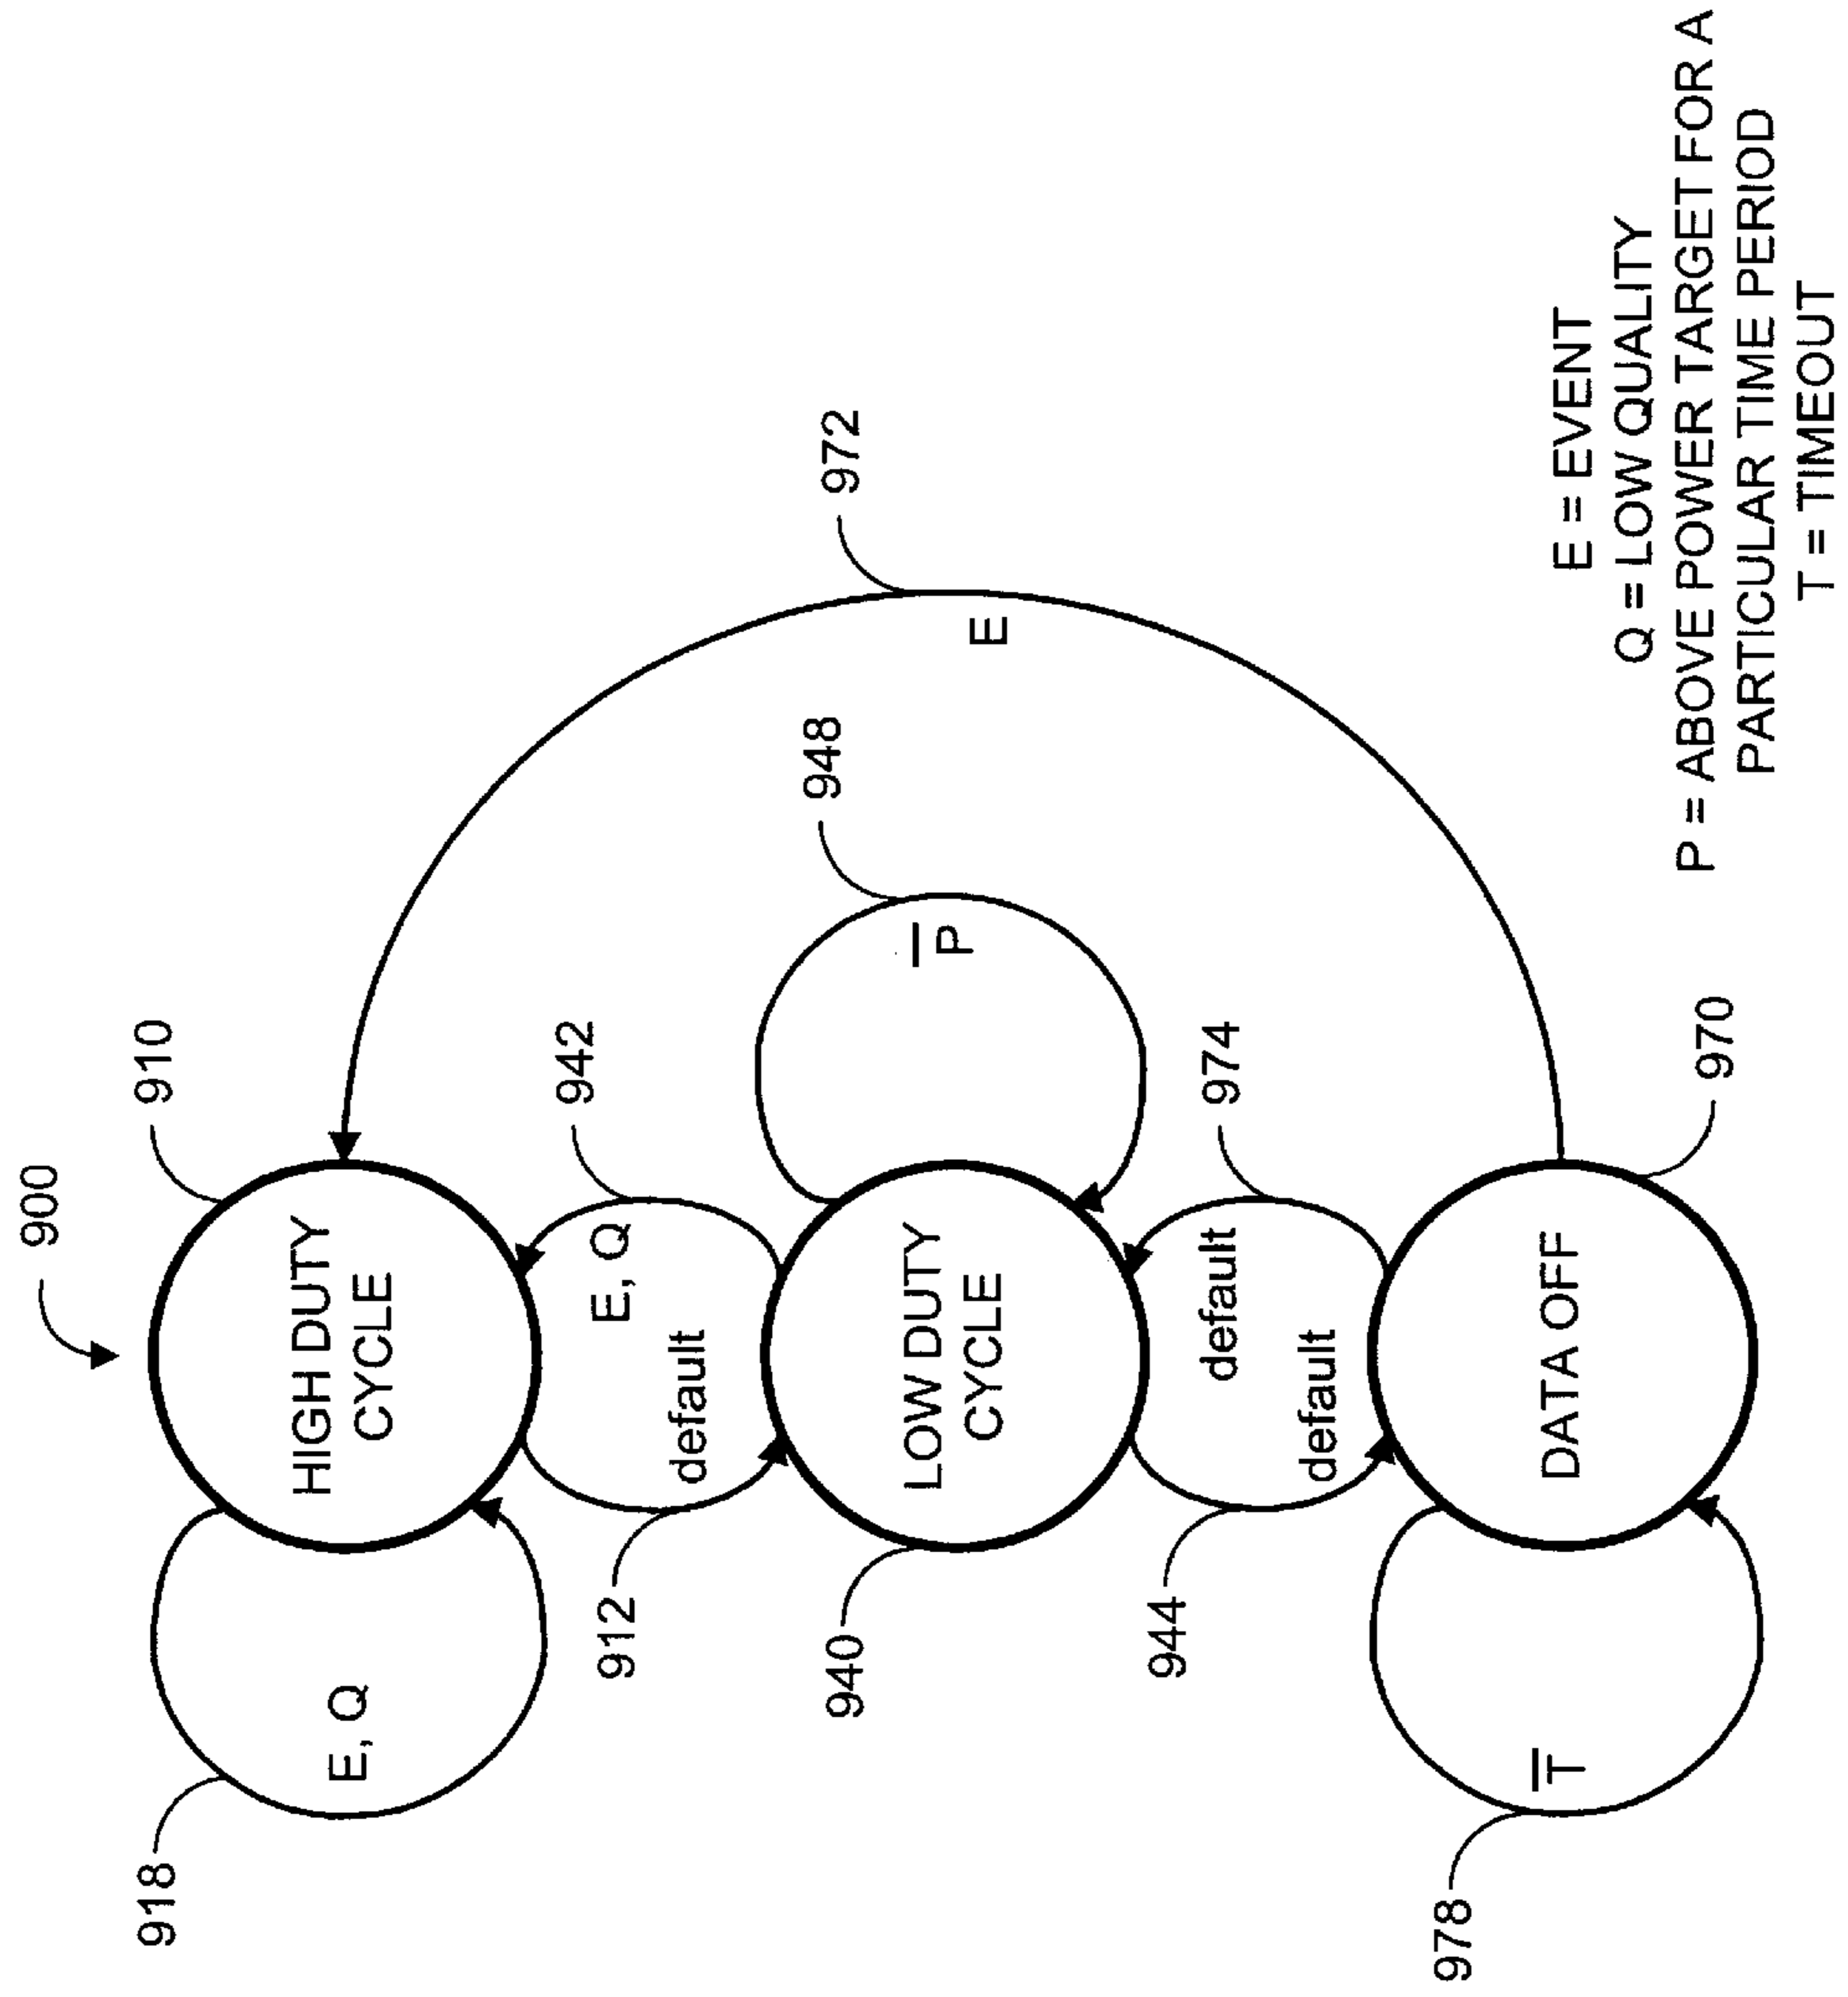 900
910
HIGH DUTY
CYCLE
918
E, Q
912
default
942
E, Q
940
LOW DUTY
CYCLE
948
P̅
972
E
944
default
974
default
970
DATA OFF
978
T̅
E = EVENT
Q = LOW QUALITY
P = ABOVE POWER TARGET FOR A
PARTICULAR TIME PERIOD
T = TIMEOUT